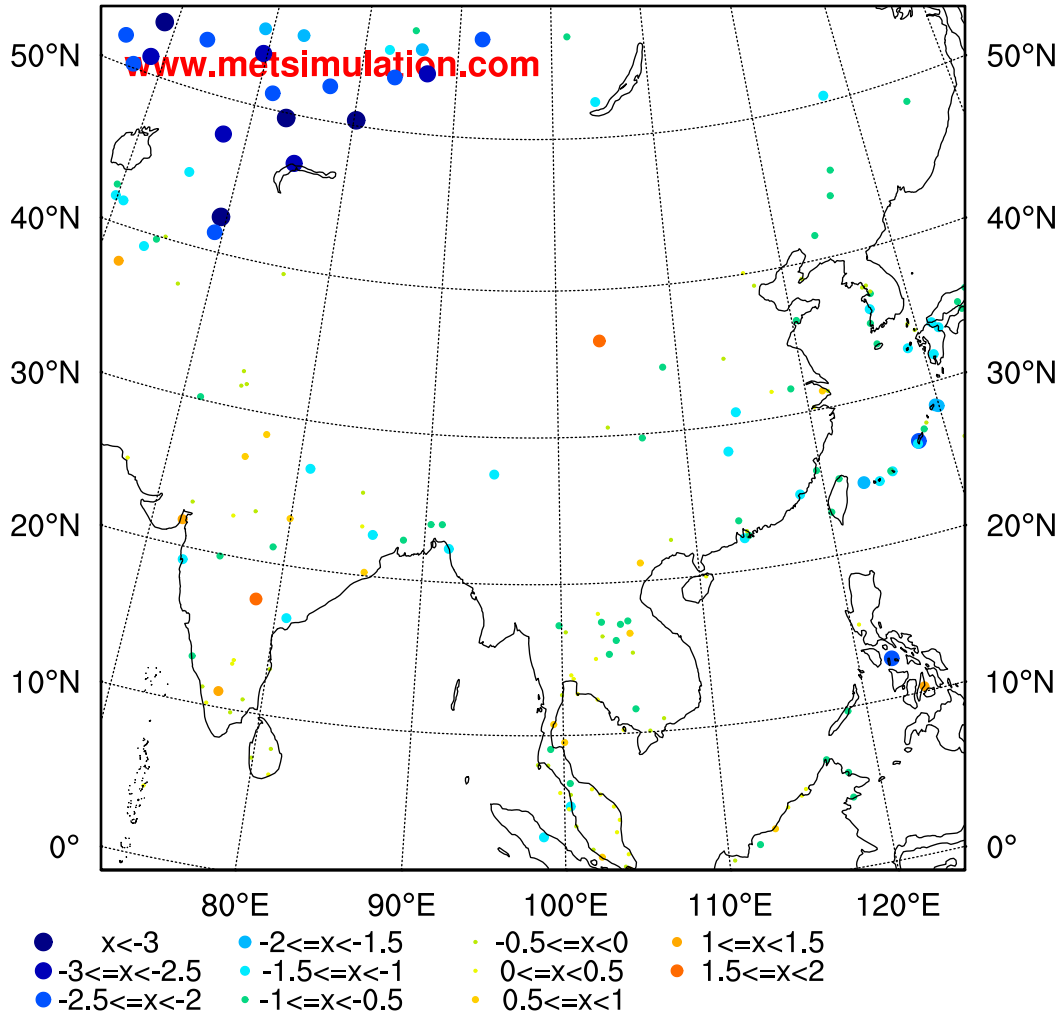 50°N 50°N
www.metsimulation.com
40°N 40°N
30°N 30°N
20°N 20°N
10°N 10°N
0° 0°
80°E 90°E 100°E 110°E 120°E
x<-3 -2<=x<-1.5 -0.5<=x<0 1<=x<1.5
-3<=x<-2.5 -1.5<=x<-1 0<=x<0.5 1.5<=x<2
-2.5<=x<-2 -1<=x<-0.5 0.5<=x<1